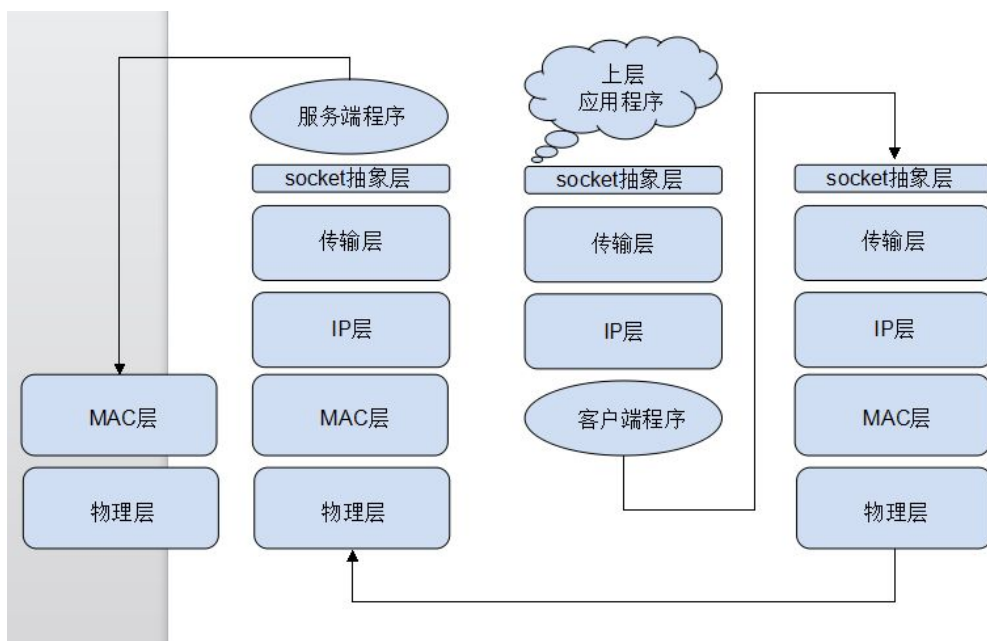 服务端程序
上层
应用程序
socket抽象层
socket抽象层
socket抽象层
传输层
传输层
传输层
IP层
IP层
IP层
MAC层
MAC层
客户端程序
MAC层
物理层
物理层
物理层